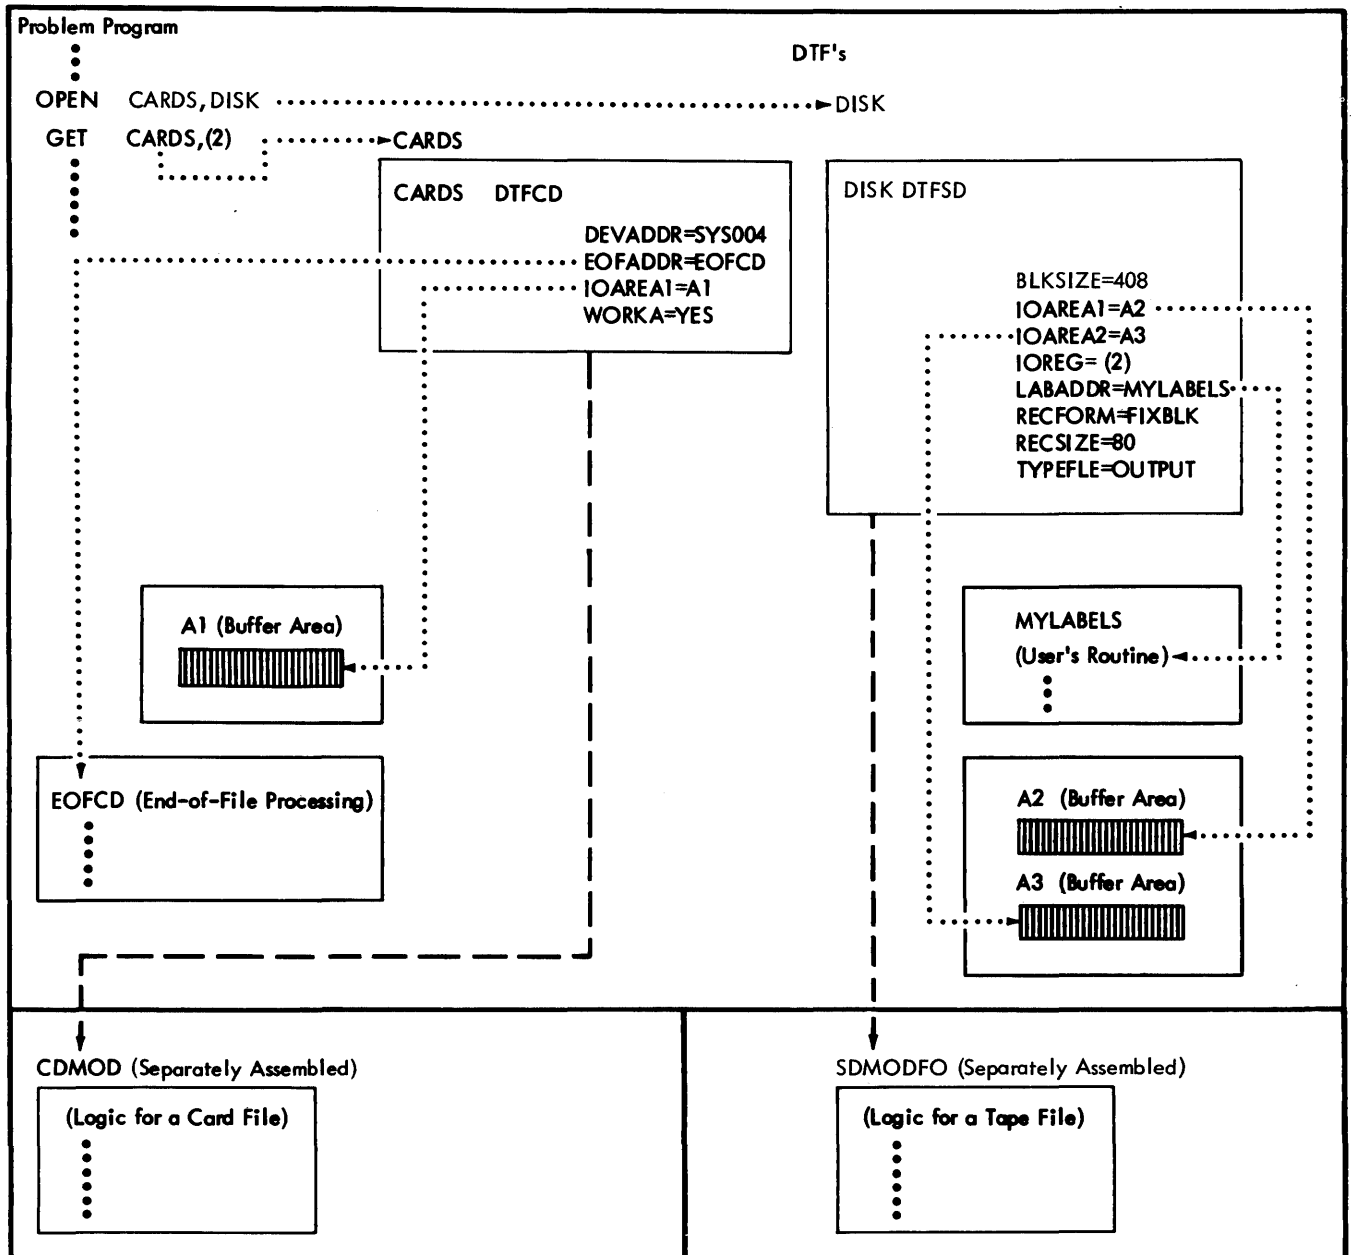 Problem Program
DTF's
OPEN CARDS,DISK DISK
GET CARDS,(2) CARDS
CARDS DTFCD
DEVADDR=SYS004
EOFADDR=EOFCD
IOAREA1=A1
WORKA=YES
DISK DTFSD
BLKSIZE=408
IOAREA1=A2
IOAREA2=A3
IOREG= (2)
LABADDR=MYLABELS
RECFORM=FIXBLK
RECSIZE=80
TYPEFLE=OUTPUT
A1 (Buffer Area)
MYLABELS
(User's Routine)
EOFCD (End-of-File Processing)
A2 (Buffer Area)
A3 (Buffer Area)
CDMOD (Separately Assembled)
(Logic for a Card File)
SDMODFO (Separately Assembled)
(Logic for a Tape File)